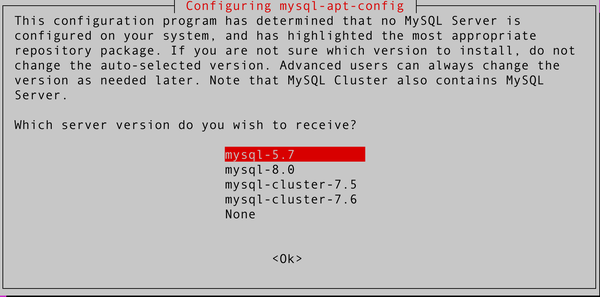 Configuring mysql-apt-config
This configuration program has determined that no MySQL Server is
configured on your system, and has highlighted the most appropriate
repository package. If you are not sure which version to install, do not
change the auto-selected version. Advanced users can always change the
version as needed later. Note that MySQL Cluster also contains MySQL
Server.
Which server version do you wish to receive?
mysql-5.7
mysql-8.0
mysql-cluster-7.5
mysql-cluster-7.6
None
<Ok>